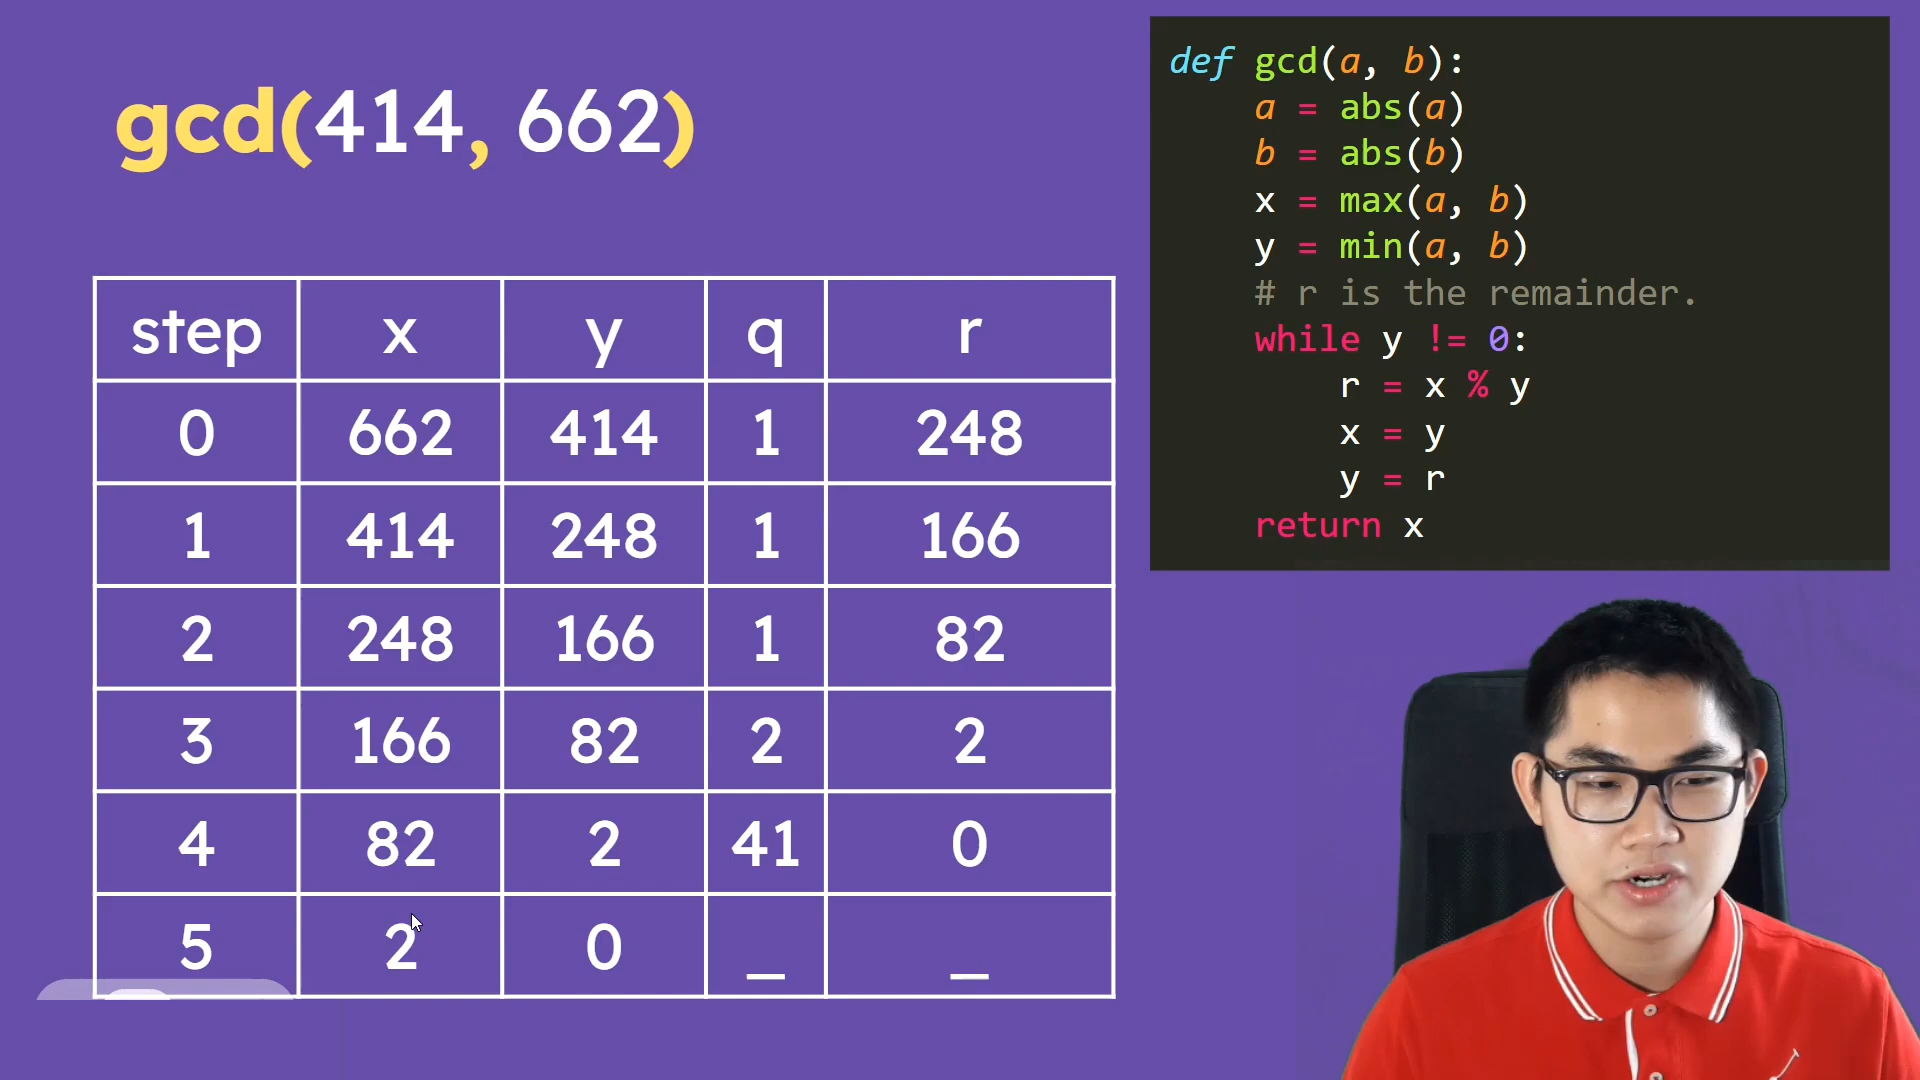 gcd(414, 662)
step x y q r
0 662 414 1 248
1 414 248 1 166
2 248 166 1 82
3 166 82 2 2
4 82 2 41 0
5 2 0 _ _
def gcd(a, b):
    a = abs(a)
    b = abs(b)
    x = max(a, b)
    y = min(a, b)
    # r is the remainder.
    while y != 0:
        r = x % y
        x = y
        y = r
    return x